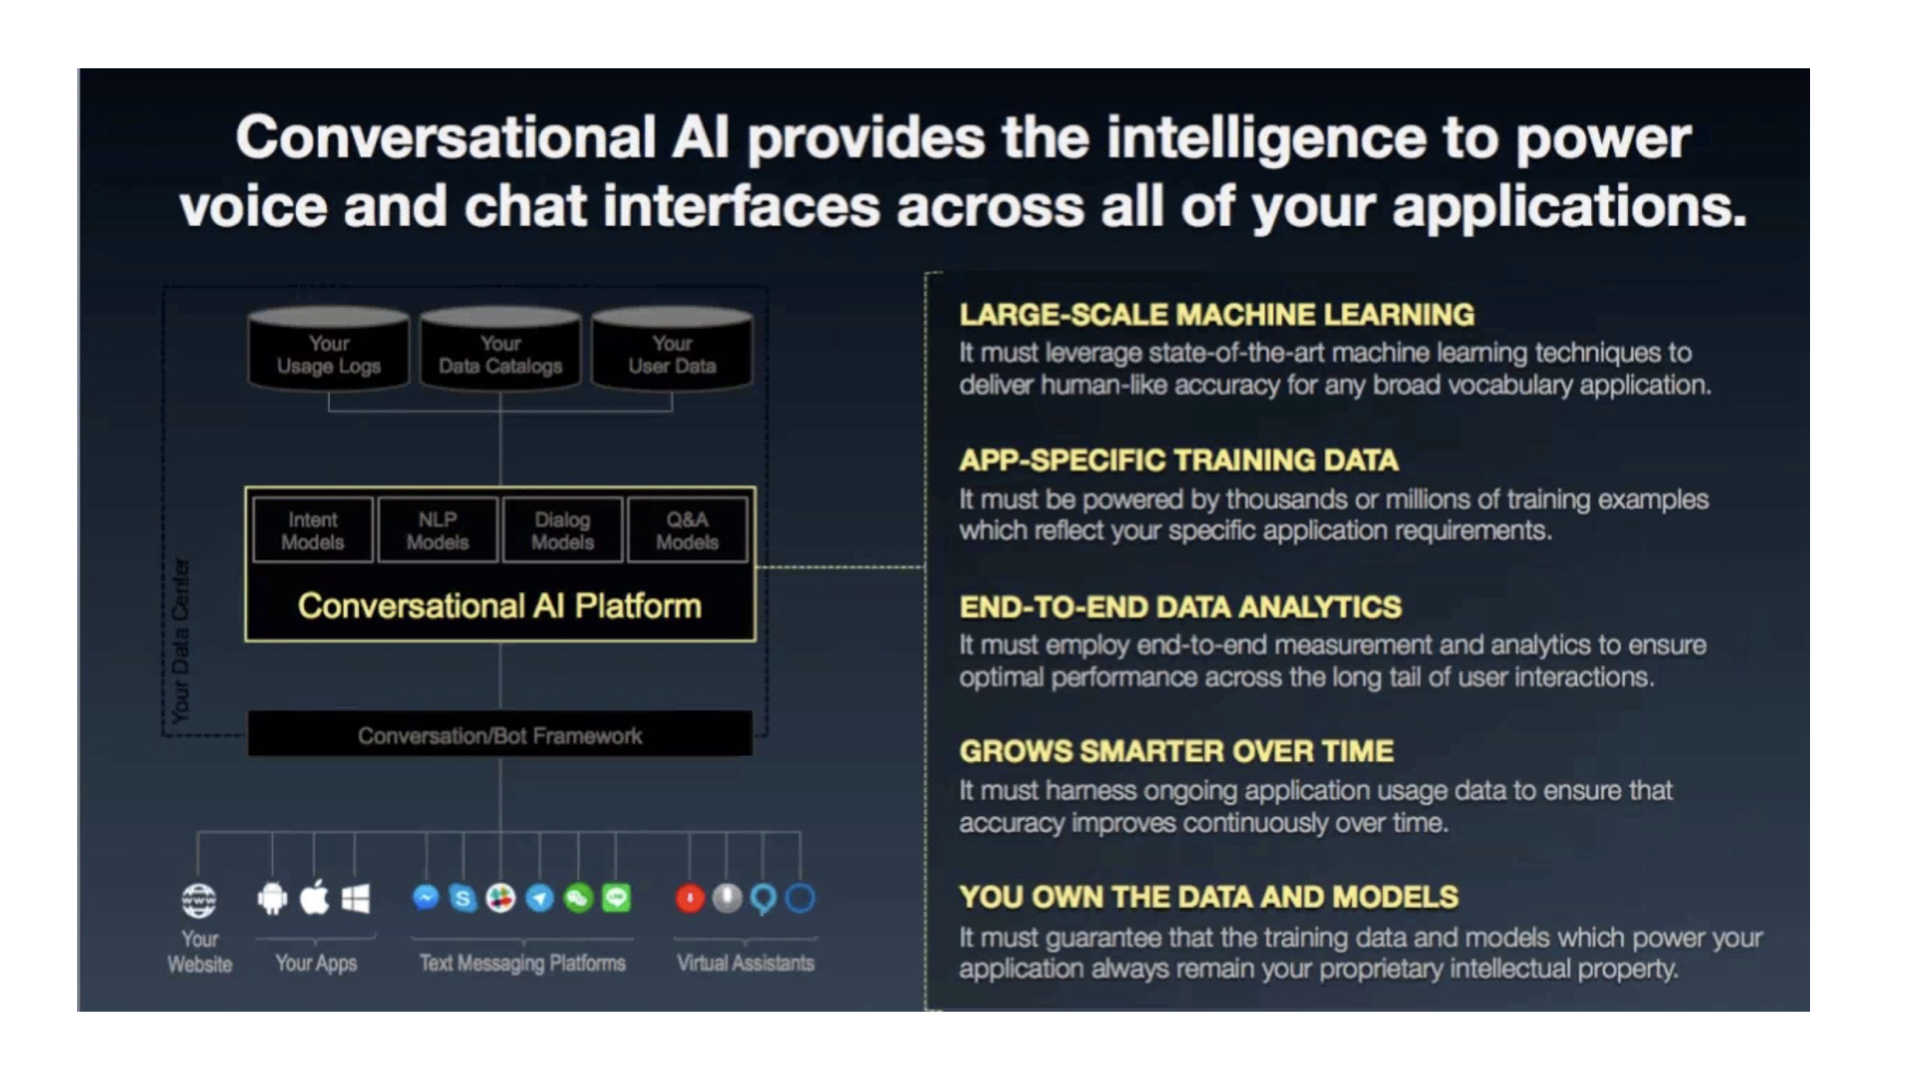 Conversational AI provides the intelligence to power
voice and chat interfaces across all of your applications.
Your
Usage Logs
Your
Data Catalogs
Your
User Data
Intent
Models
NLP
Models
Dialog
Models
Q&A
Models
Conversational AI Platform
Your Data Center
Conversation/Bot Framework
www
S
LINE
Your
Website
Your Apps
Text Messaging Platforms
Virtual Assistants
LARGE-SCALE MACHINE LEARNING
It must leverage state-of-the-art machine learning techniques to
deliver human-like accuracy for any broad vocabulary application.
APP-SPECIFIC TRAINING DATA
It must be powered by thousands or millions of training examples
which reflect your specific application requirements.
END-TO-END DATA ANALYTICS
It must employ end-to-end measurement and analytics to ensure
optimal performance across the long tail of user interactions.
GROWS SMARTER OVER TIME
It must harness ongoing application usage data to ensure that
accuracy improves continuously over time.
YOU OWN THE DATA AND MODELS
It must guarantee that the training data and models which power your
application always remain your proprietary intellectual property.